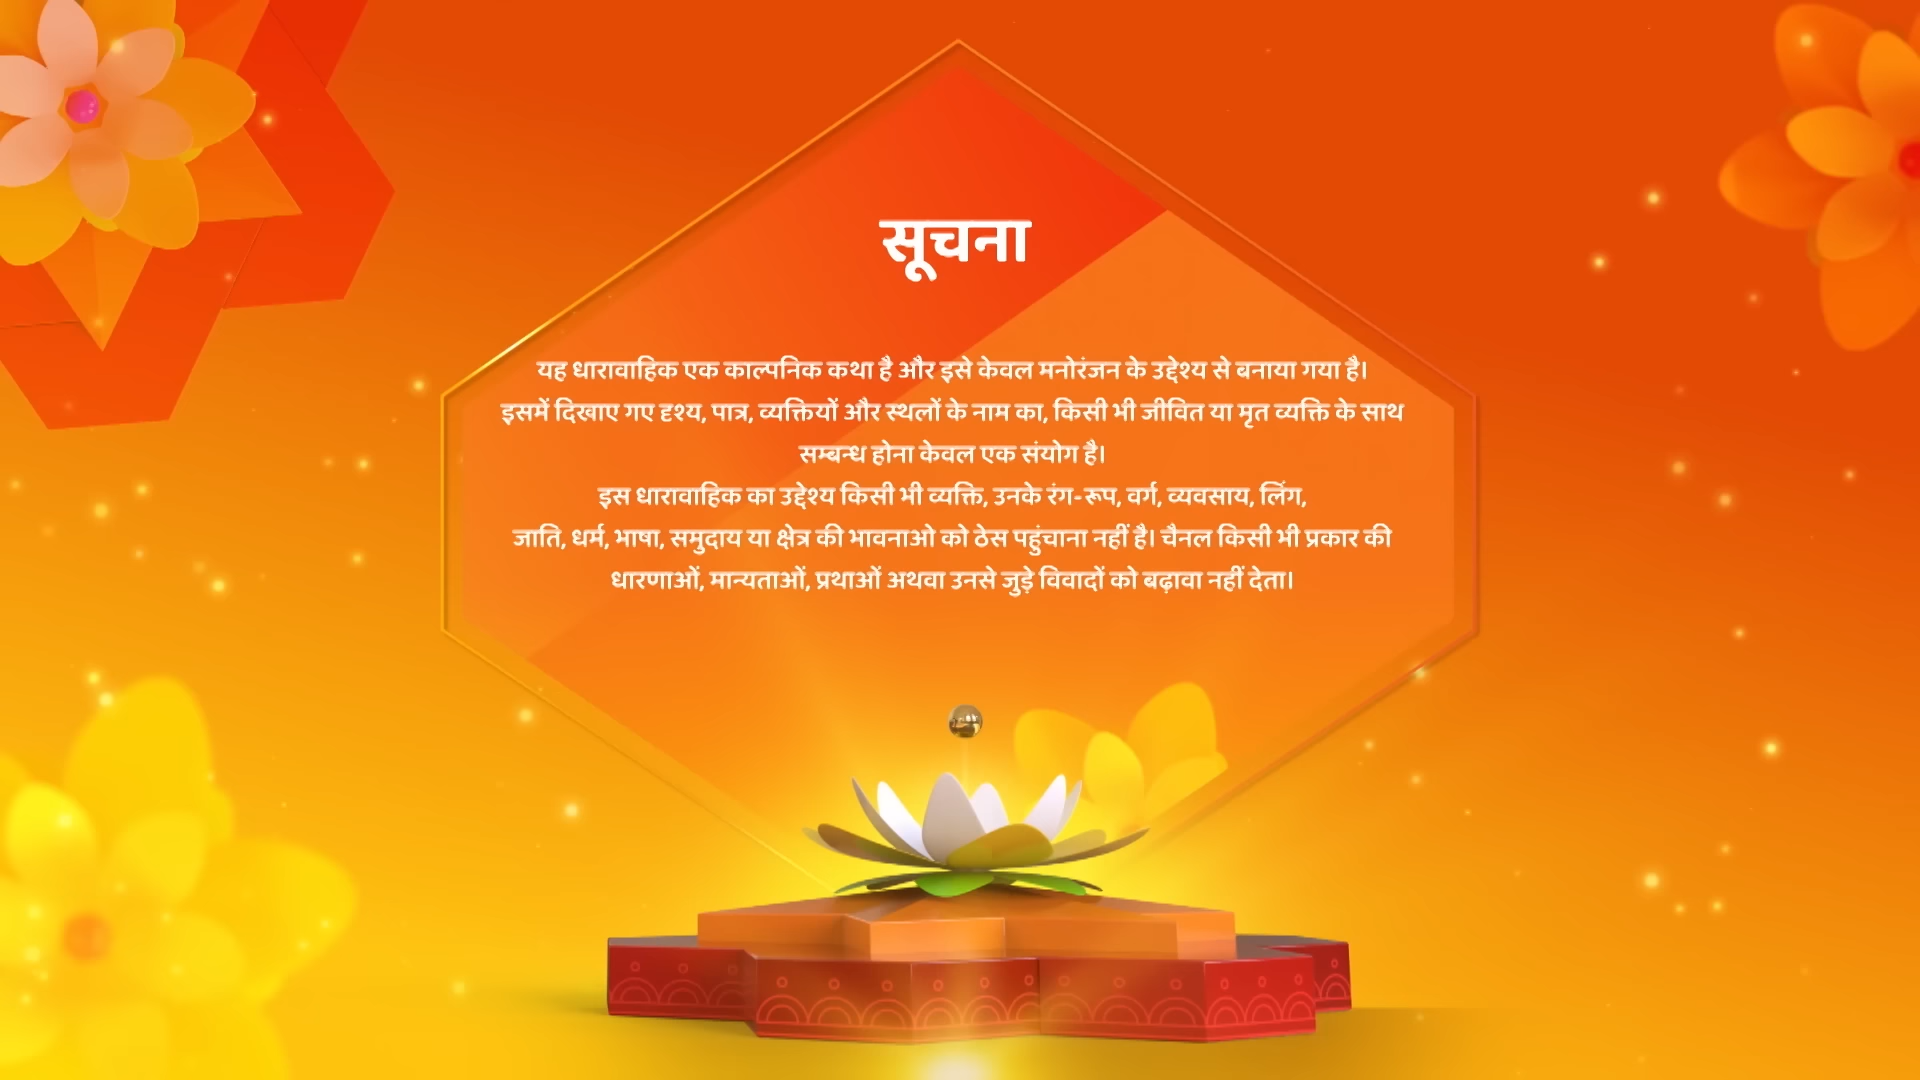 सूचना
यह धारावाहिक एक काल्पनिक कथा है और इसे केवल मनोरंजन के उद्देश्य से बनाया गया है।
इसमें दिखाए गए दृश्य, पात्र, व्यक्तियों और स्थलों के नाम का, किसी भी जीवित या मृत व्यक्ति के साथ
सम्बन्ध होना केवल एक संयोग है।
इस धारावाहिक का उद्देश्य किसी भी व्यक्ति, उनके रंग-रूप, वर्ग, व्यवसाय, लिंग,
जाति, धर्म, भाषा, समुदाय या क्षेत्र की भावनाओ को ठेस पहुंचाना नहीं है। चैनल किसी भी प्रकार की
धारणाओं, मान्यताओं, प्रथाओं अथवा उनसे जुड़े विवादों को बढ़ावा नहीं देता।